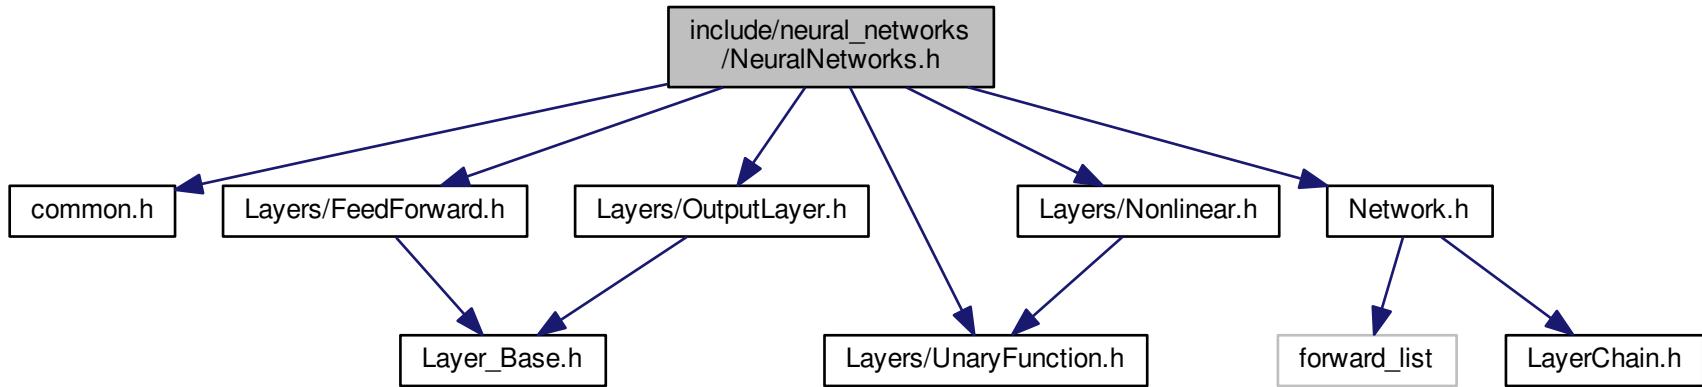 include/neural_networks
/NeuralNetworks.h
common.h
Layers/FeedForward.h
Layers/OutputLayer.h
Layers/Nonlinear.h
Network.h
Layer_Base.h
Layers/UnaryFunction.h
forward_list
LayerChain.h